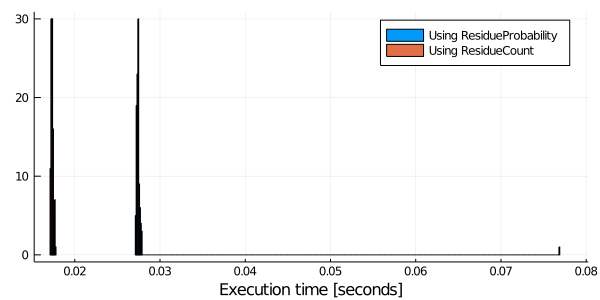 30
Using ResidueProbability
Using ResidueCount
20
10
0
0.02 0.03 0.04 0.05 0.06 0.07 0.08
Execution time [seconds]